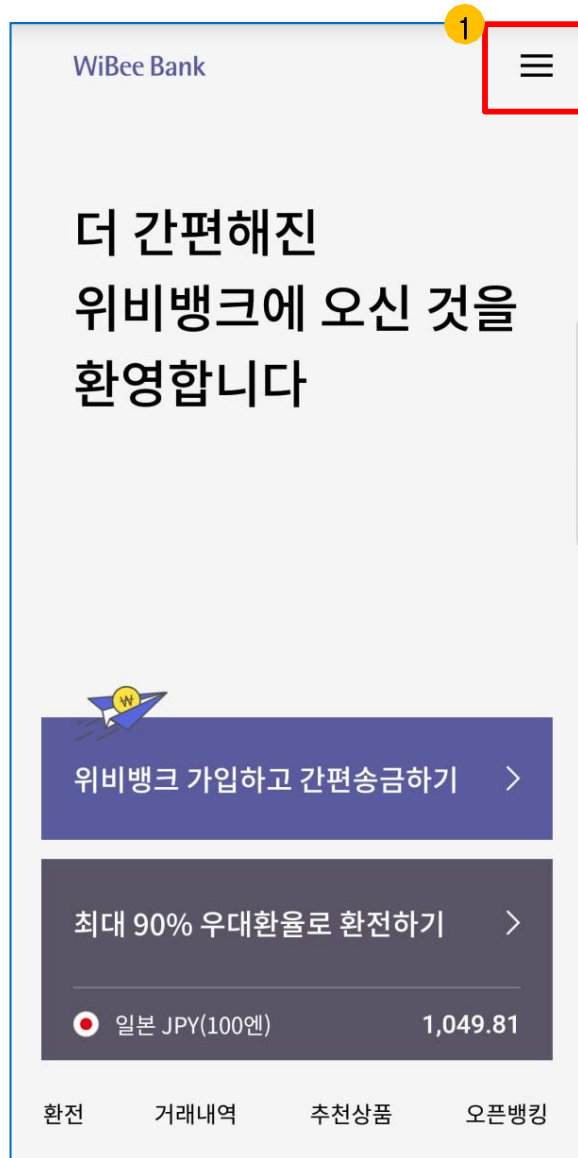 1
WiBee Bank
더 간편해진
위비뱅크에 오신 것을
환영합니다
₩
위비뱅크 가입하고 간편송금하기
최대 90% 우대환율로 환전하기
일본 JPY(100엔) 1,049.81
환전 거래내역 추천상품 오픈뱅킹